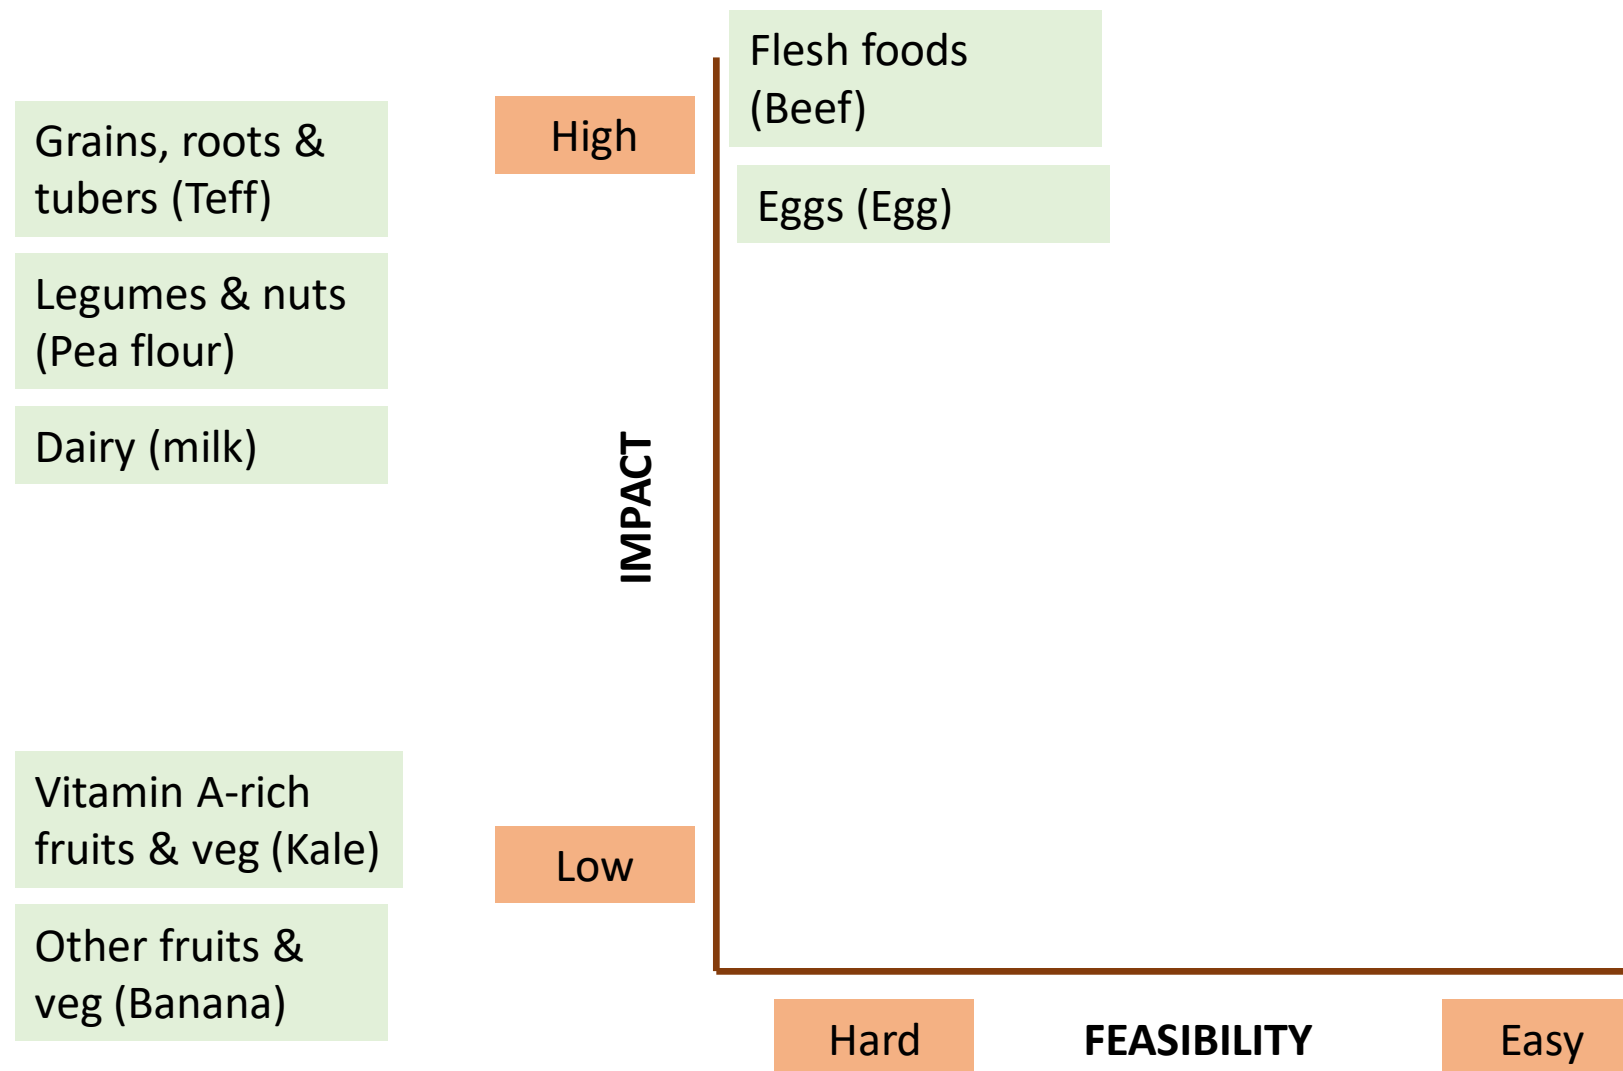 Flesh foods
(Beef)
Grains, roots &
tubers (Teff)
High
Eggs (Egg)
Legumes & nuts
(Pea flour)
Dairy (milk)
IMPACT
Vitamin A-rich
fruits & veg (Kale)
Low
Other fruits &
veg (Banana)
Hard
FEASIBILITY
Easy